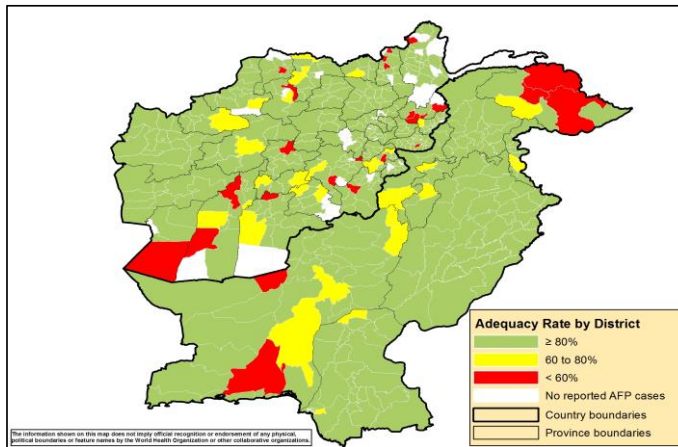 Adequacy Rate by District
≥ 80%
60 to 80%
< 60%
No reported AFP cases
Country boundaries
Province boundaries
The information shown on this map does not imply official recognition or endorsement of any physical,
political boundaries or feature names by the World Health Organization or other collaborative organizations.